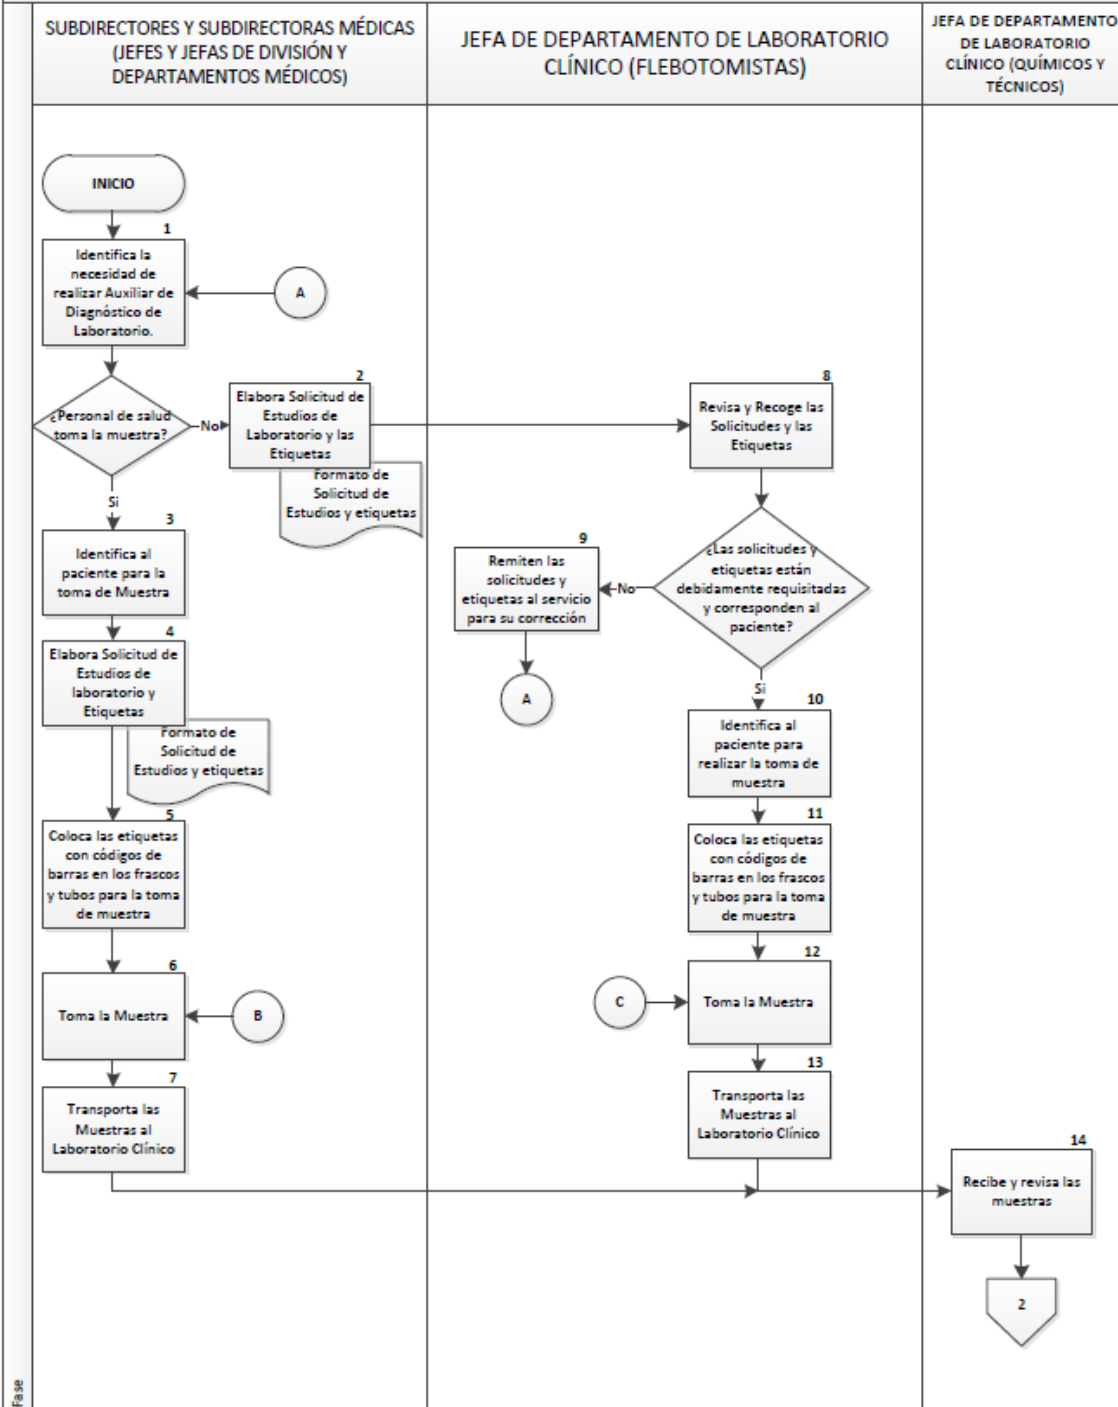 SUBDIRECTORES Y SUBDIRECTORAS MÉDICAS
(JEFES Y JEFAS DE DIVISIÓN Y
DEPARTAMENTOS MÉDICOS)
JEFA DE DEPARTAMENTO DE LABORATORIO
CLÍNICO (FLEBOTOMISTAS)
JEFA DE DEPARTAMENTO
DE LABORATORIO
CLÍNICO (QUÍMICOS Y
TÉCNICOS)
INICIO
1
Identifica la
necesidad de
realizar Auxiliar de
Diagnóstico de
Laboratorio.
A
¿Personal de salud
toma la muestra?
No
2
Elabora Solicitud de
Estudios de
Laboratorio y las
Etiquetas
Formato de
Solicitud de
Estudios y etiquetas
Si
3
Identifica al
paciente para la
toma de Muestra
4
Elabora Solicitud de
Estudios de
laboratorio y
Etiquetas
Formato de
Solicitud de
Estudios y etiquetas
5
Coloca las etiquetas
con códigos de
barras en los frascos
y tubos para la toma
de muestra
6
Toma la Muestra
B
7
Transporta las
Muestras al
Laboratorio Clínico
8
Revisa y Recoge las
Solicitudes y las
Etiquetas
¿Las solicitudes y
etiquetas están
debidamente requisitadas
y corresponden al
paciente?
No
9
Remiten las
solicitudes y
etiquetas al servicio
para su corrección
A
Si
10
Identifica al
paciente para
realizar la toma de
muestra
11
Coloca las etiquetas
con códigos de
barras en los frascos
y tubos para la toma
de muestra
12
C
Toma la Muestra
13
Transporta las
Muestras al
Laboratorio Clínico
14
Recibe y revisa las
muestras
2
Fase